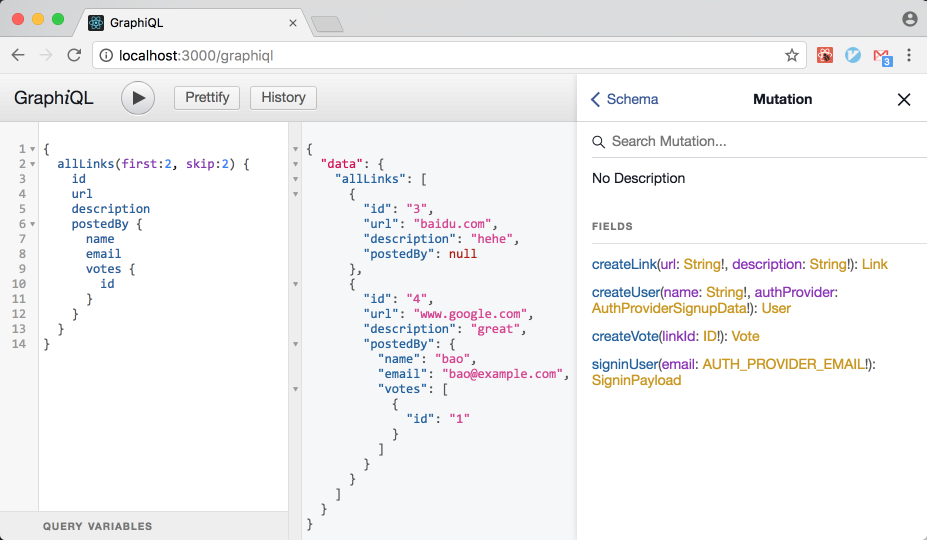 GraphiQL
localhost:3000/graphiql
3
GraphiQL
Prettify
History
1 {
2 allLinks(first:2, skip:2) {
3 id
4 url
5 description
6 postedBy {
7 name
8 email
9 votes {
10 id
11 }
12 }
13 }
14 }
QUERY VARIABLES
{
"data": {
"allLinks": [
{
"id": "3",
"url": "baidu.com",
"description": "hehe",
"postedBy": null
},
{
"id": "4",
"url": "www.google.com",
"description": "great",
"postedBy": {
"name": "bao",
"email": "bao@example.com",
"votes": [
{
"id": "1"
}
]
}
}
]
}
}
Schema
Mutation
Search Mutation...
No Description
FIELDS
createLink(url: String!, description: String!): Link
createUser(name: String!, authProvider:
AuthProviderSignupData!): User
createVote(linkId: ID!): Vote
signinUser(email: AUTH_PROVIDER_EMAIL!):
SigninPayload